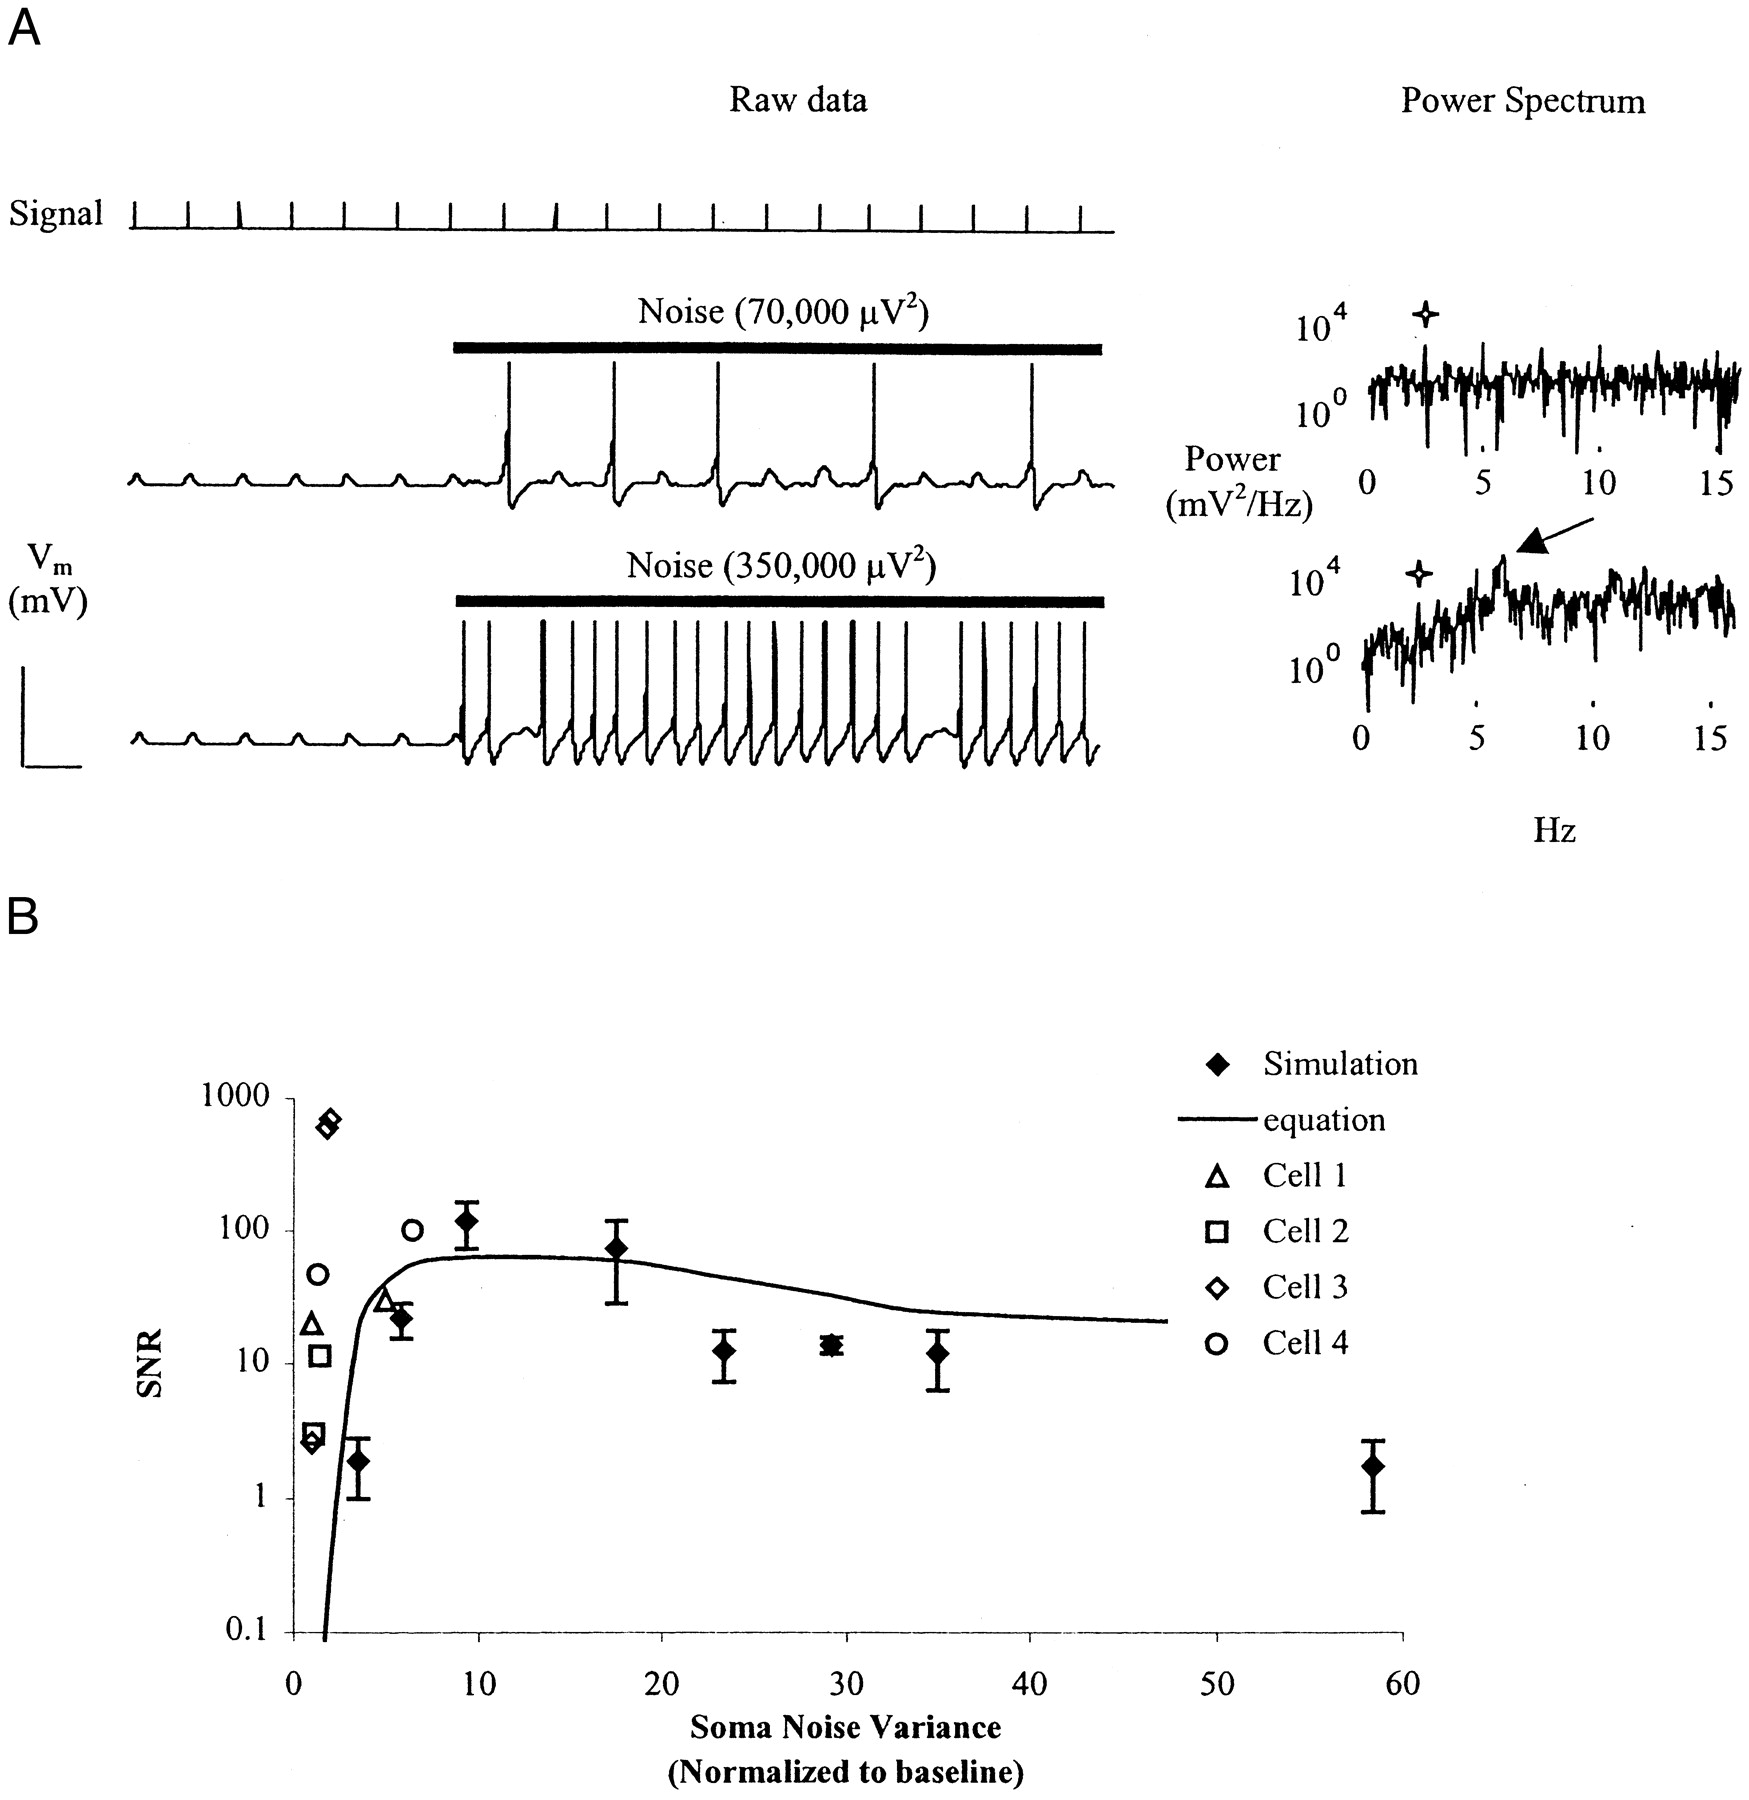 A
Raw data
Power Spectrum
Signal
Noise (70,000 μV²)
10⁴
10⁰
Power
(mV²/Hz)
0 5 10 15
Noise (350,000 μV²)
Vₘ
(mV)
10⁴
10⁰
0 5 10 15
Hz
B
Simulation
equation
Cell 1
Cell 2
Cell 3
Cell 4
1000
100
10
1
0.1
SNR
0 10 20 30 40 50 60
Soma Noise Variance
(Normalized to baseline)